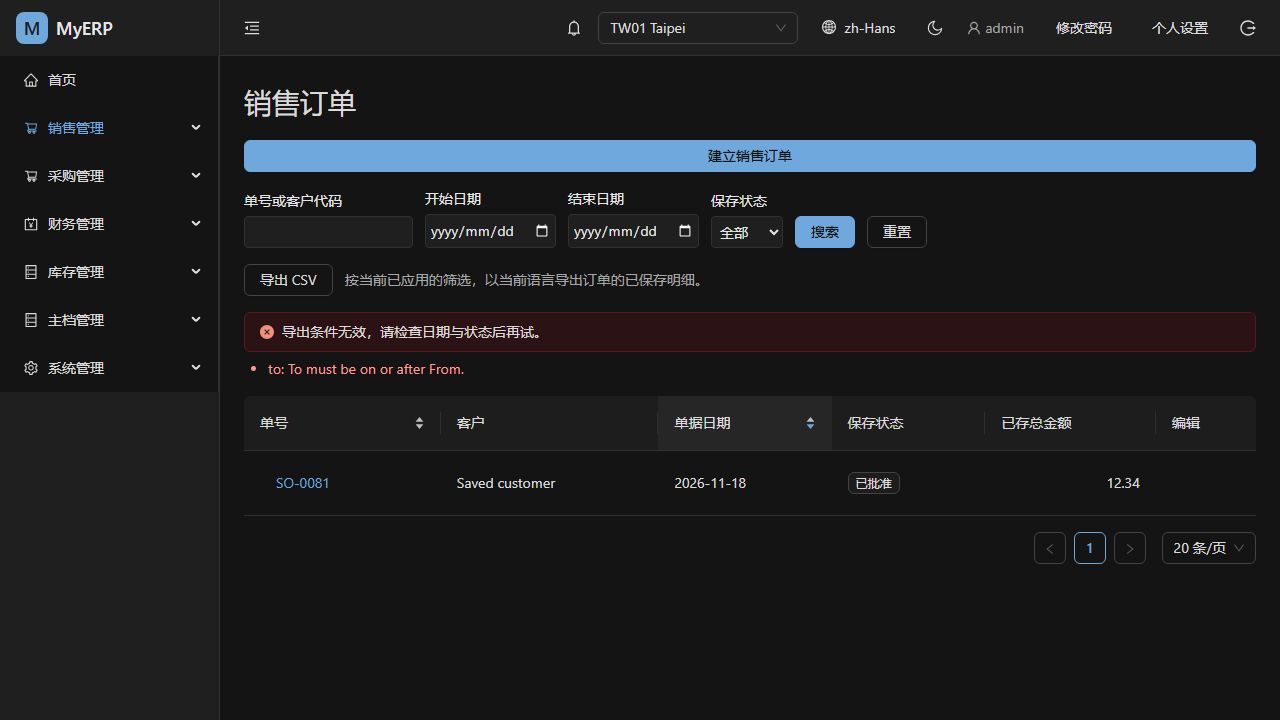 M MyERP
TW01 Taipei
zh-Hans
admin
修改密码
个人设置
首页
销售管理
采购管理
财务管理
库存管理
主档管理
系统管理
销售订单
建立销售订单
单号或客户代码
开始日期
结束日期
保存状态
yyyy/mm/dd
yyyy/mm/dd
全部
搜索
重置
导出 CSV
按当前已应用的筛选，以当前语言导出订单的已保存明细。
导出条件无效，请检查日期与状态后再试。
to: To must be on or after From.
单号 客户 单据日期 保存状态 已存总金额 编辑
SO-0081 Saved customer 2026-11-18 已批准 12.34
1
20 条/页